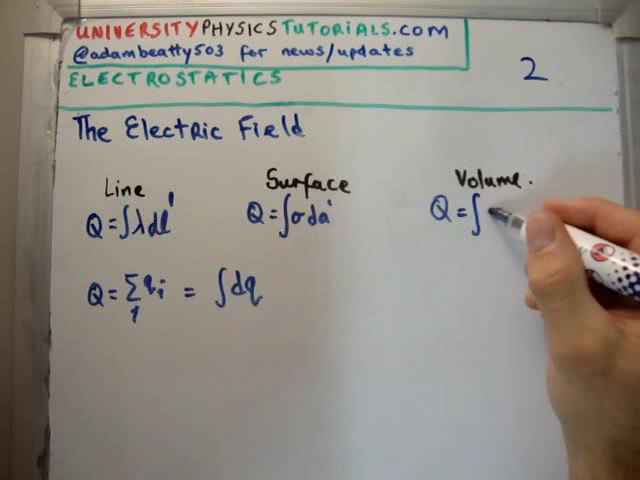 UNIVERSITYPHYSICSTUTORIALS.COM
@adambeatty503 for news/updates
ELECTROSTATICS
2
The Electric Field
Line Surface Volume.
Q=∫λdl' Q=∫σda' Q=∫
Q=∑qi = ∫dq